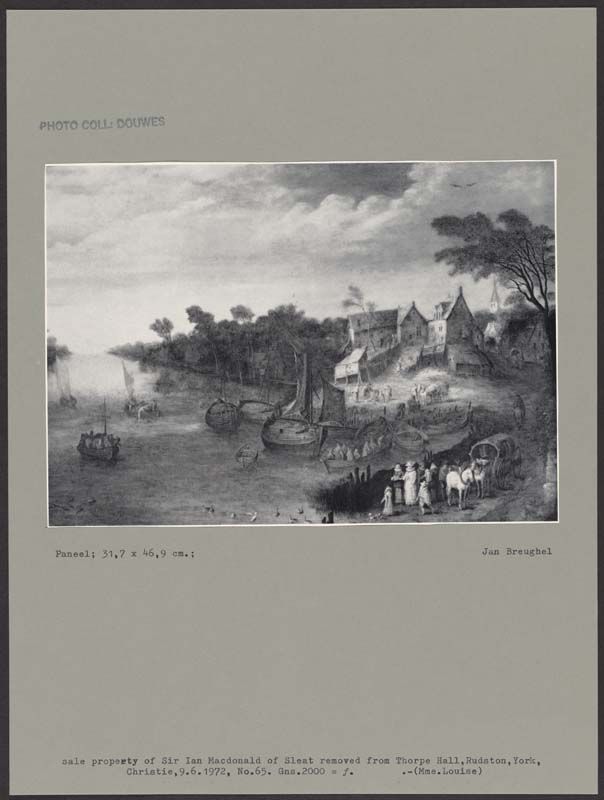 PHOTO COLL: DOUWES
Paneel; 31,7 x 46,9 cm.;
Jan Breughel
sale property of Sir Ian Macdonald of Sleat removed from Thorpe Hall,Rudston,York,
Christie,9.6.1972, No.65. Gns.2000 = ƒ. .-(Mme.Louise)